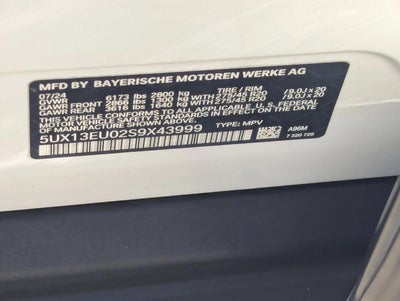 MFD BY BAYERISCHE MOTOREN WERKE AG
07/24 TIRE / RIM
GVWR 6173 lbs 2800 kg
GAWR FRONT 2866 lbs 1300 kg WITH 275/45 R20 /9.0J x 20
GAWR REAR 3616 lbs 1640 kg WITH 275/45 R20 /9.0J x 20
THIS VEHICLE CONFORMS TO ALL APPLICABLE U.S. FEDERAL
MOTOR VEHICLE SAFETY STANDARDS IN EFFECT ON THE
DATE OF MANUFACTURE SHOWN ABOVE.
5UX13EU02S9X43999 TYPE: MPV A96M
7 320 729